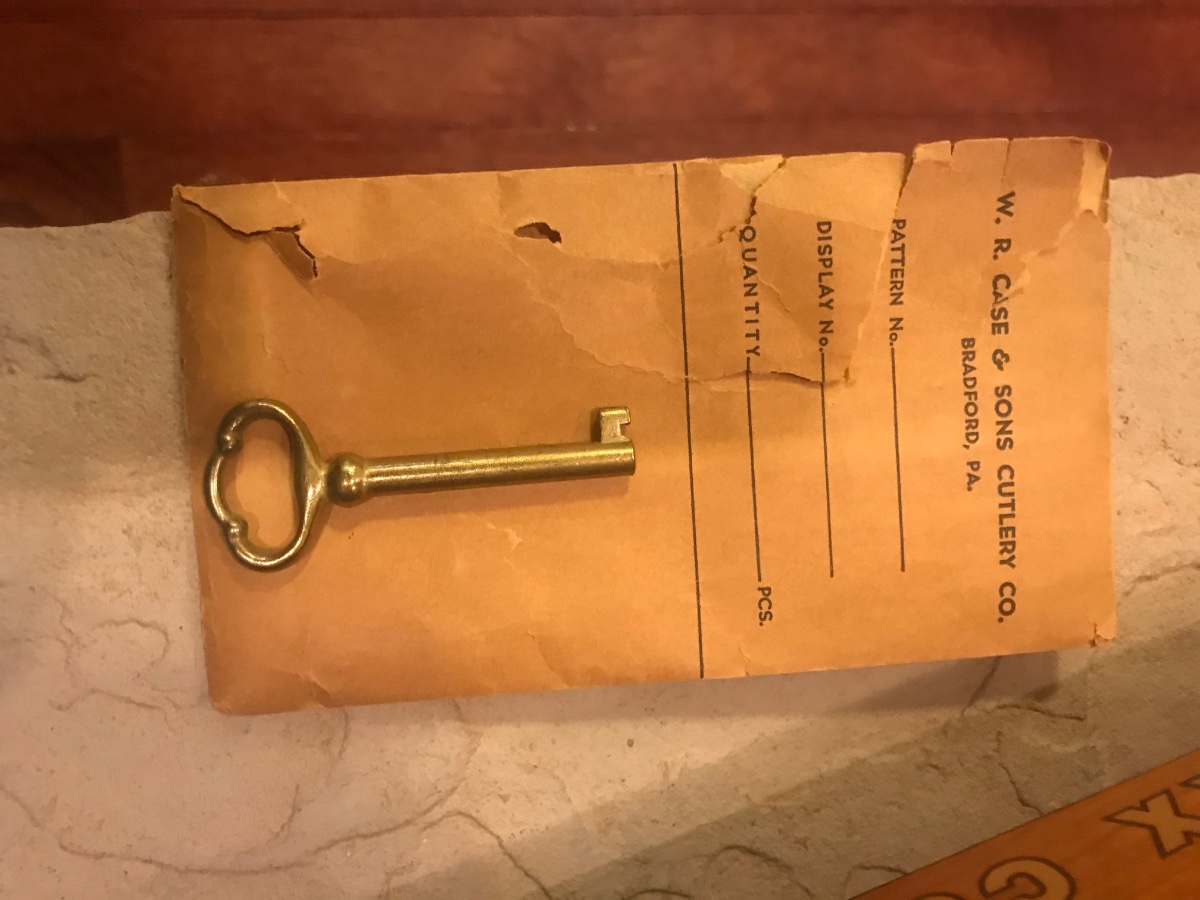 W. R. CASE & SONS CUTLERY CO.
BRADFORD, PA.
PATTERN No.
DISPLAY No.
QUANTITY PCS.